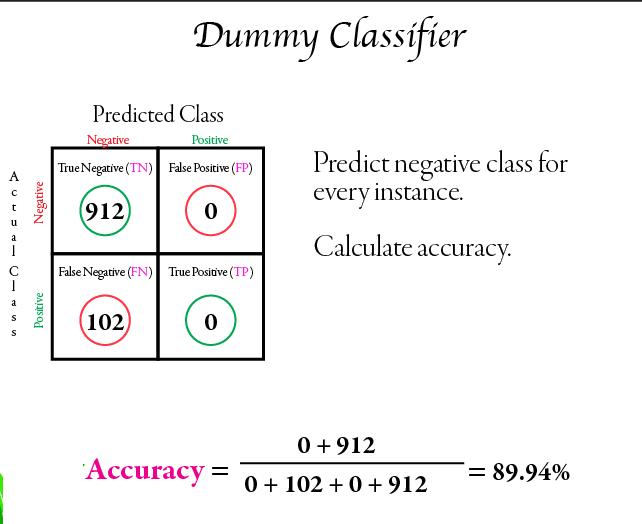 Dummy Classifier
Predicted Class
Negative Positive
Actual Class
Negative
True Negative (TN) False Positive (FP)
912 0
Positive
False Negative (FN) True Positive (TP)
102 0
Predict negative class for
every instance.
Calculate accuracy.
0 + 912
Accuracy = = 89.94%
0 + 102 + 0 + 912